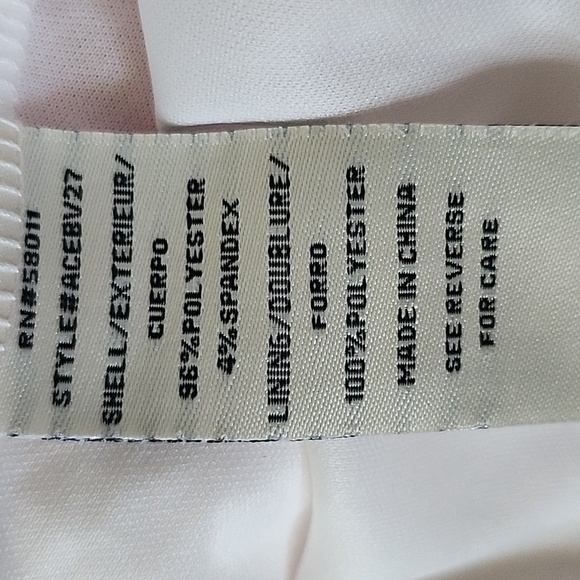 RN#58011
STYLE#ACEBV27
SHELL/EXTERIEUR/
CUERPO
96%POLYESTER
4%SPANDEX
LINING/DOUBLURE/
FORRO
100%POLYESTER
MADE IN CHINA
SEE REVERSE
FOR CARE